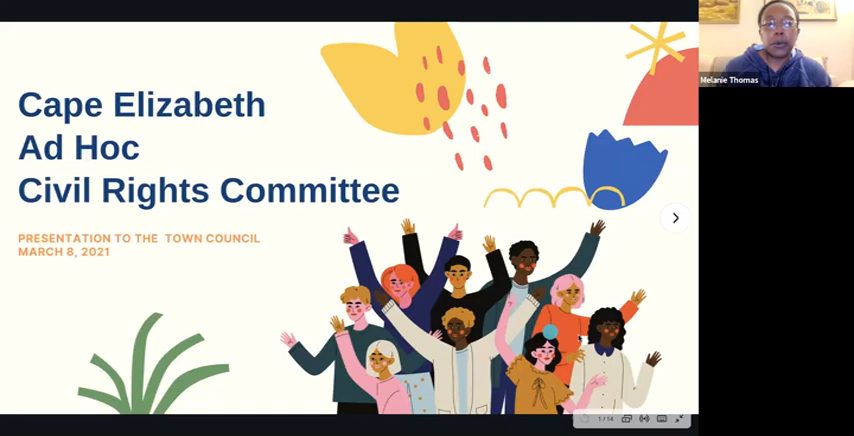 Cape Elizabeth
Ad Hoc
Civil Rights Committee
PRESENTATION TO THE TOWN COUNCIL
MARCH 8, 2021
Melanie Thomas
1 / 14